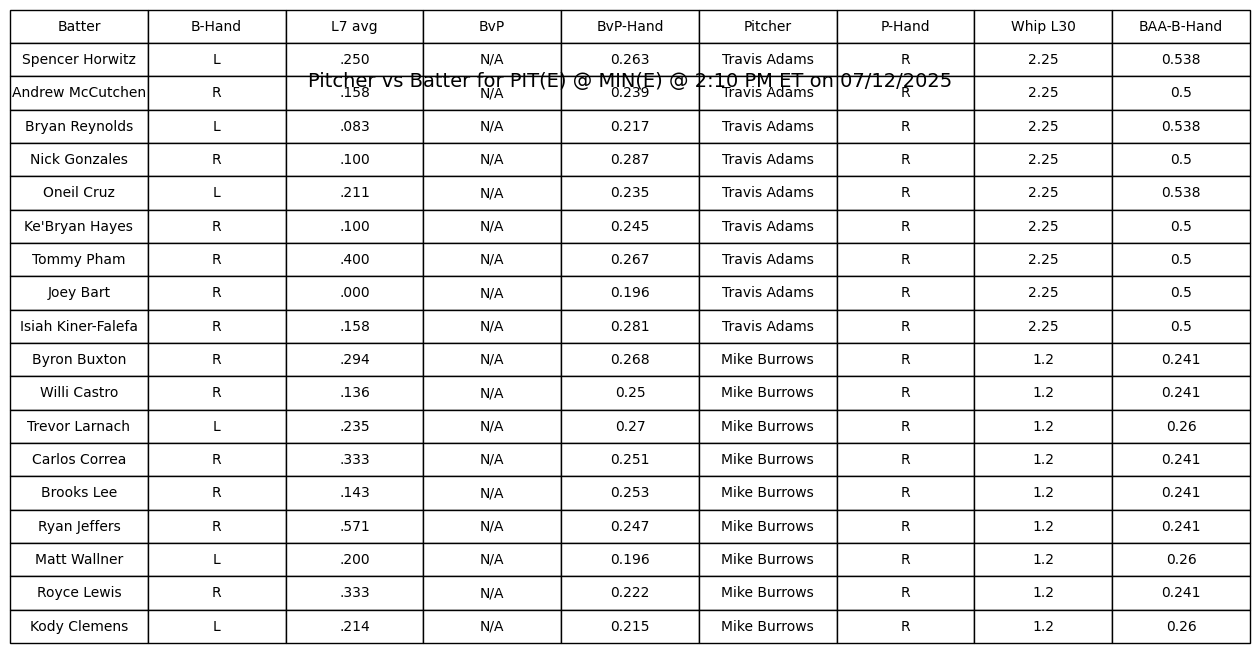 Batter B-Hand L7 avg BvP BvP-Hand Pitcher P-Hand Whip L30 BAA-B-Hand
Spencer Horwitz L .250 N/A 0.263 Travis Adams R 2.25 0.538
Pitcher vs Batter for PIT(E) @ MIN(E) @ 2:10 PM ET on 07/12/2025
Andrew McCutchen R .158 N/A 0.239 Travis Adams R 2.25 0.5
Bryan Reynolds L .083 N/A 0.217 Travis Adams R 2.25 0.538
Nick Gonzales R .100 N/A 0.287 Travis Adams R 2.25 0.5
Oneil Cruz L .211 N/A 0.235 Travis Adams R 2.25 0.538
Ke'Bryan Hayes R .100 N/A 0.245 Travis Adams R 2.25 0.5
Tommy Pham R .400 N/A 0.267 Travis Adams R 2.25 0.5
Joey Bart R .000 N/A 0.196 Travis Adams R 2.25 0.5
Isiah Kiner-Falefa R .158 N/A 0.281 Travis Adams R 2.25 0.5
Byron Buxton R .294 N/A 0.268 Mike Burrows R 1.2 0.241
Willi Castro R .136 N/A 0.25 Mike Burrows R 1.2 0.241
Trevor Larnach L .235 N/A 0.27 Mike Burrows R 1.2 0.26
Carlos Correa R .333 N/A 0.251 Mike Burrows R 1.2 0.241
Brooks Lee R .143 N/A 0.253 Mike Burrows R 1.2 0.241
Ryan Jeffers R .571 N/A 0.247 Mike Burrows R 1.2 0.241
Matt Wallner L .200 N/A 0.196 Mike Burrows R 1.2 0.26
Royce Lewis R .333 N/A 0.222 Mike Burrows R 1.2 0.241
Kody Clemens L .214 N/A 0.215 Mike Burrows R 1.2 0.26